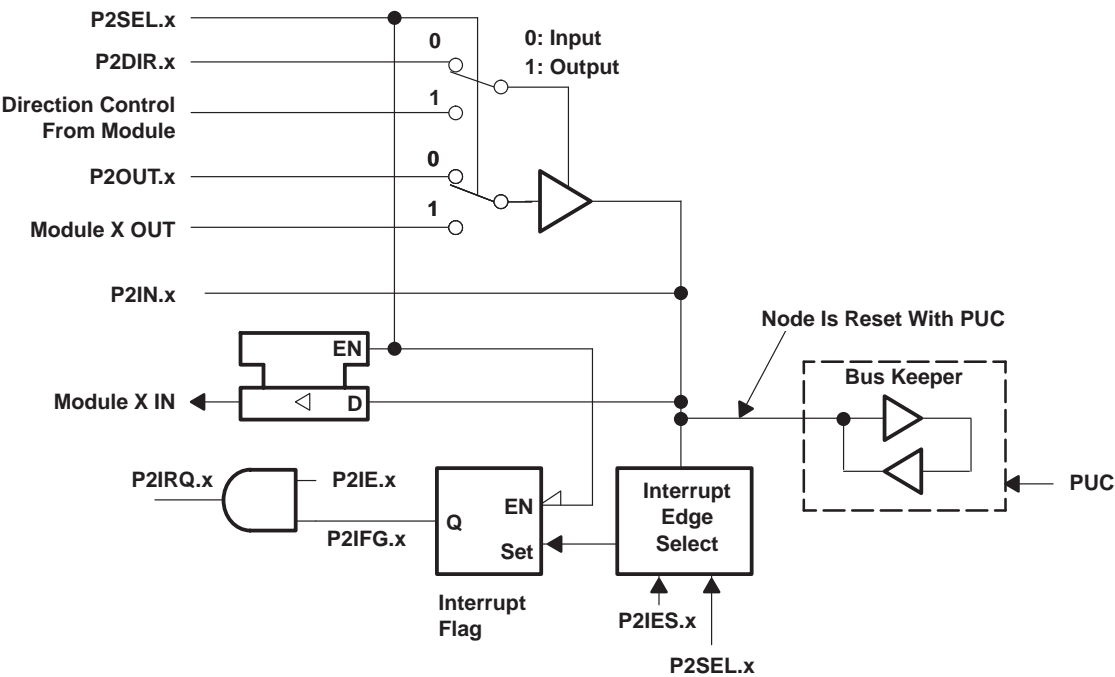 P2SEL.x
0
0: Input
P2DIR.x
1: Output
1
Direction Control
From Module
0
P2OUT.x
1
Module X OUT
P2IN.x
Node Is Reset With PUC
EN
Bus Keeper
Module X IN
D
P2IRQ.x
P2IE.x
PUC
Interrupt
Edge
Select
EN
Q
Set
P2IFG.x
Interrupt
Flag
P2IES.x
P2SEL.x